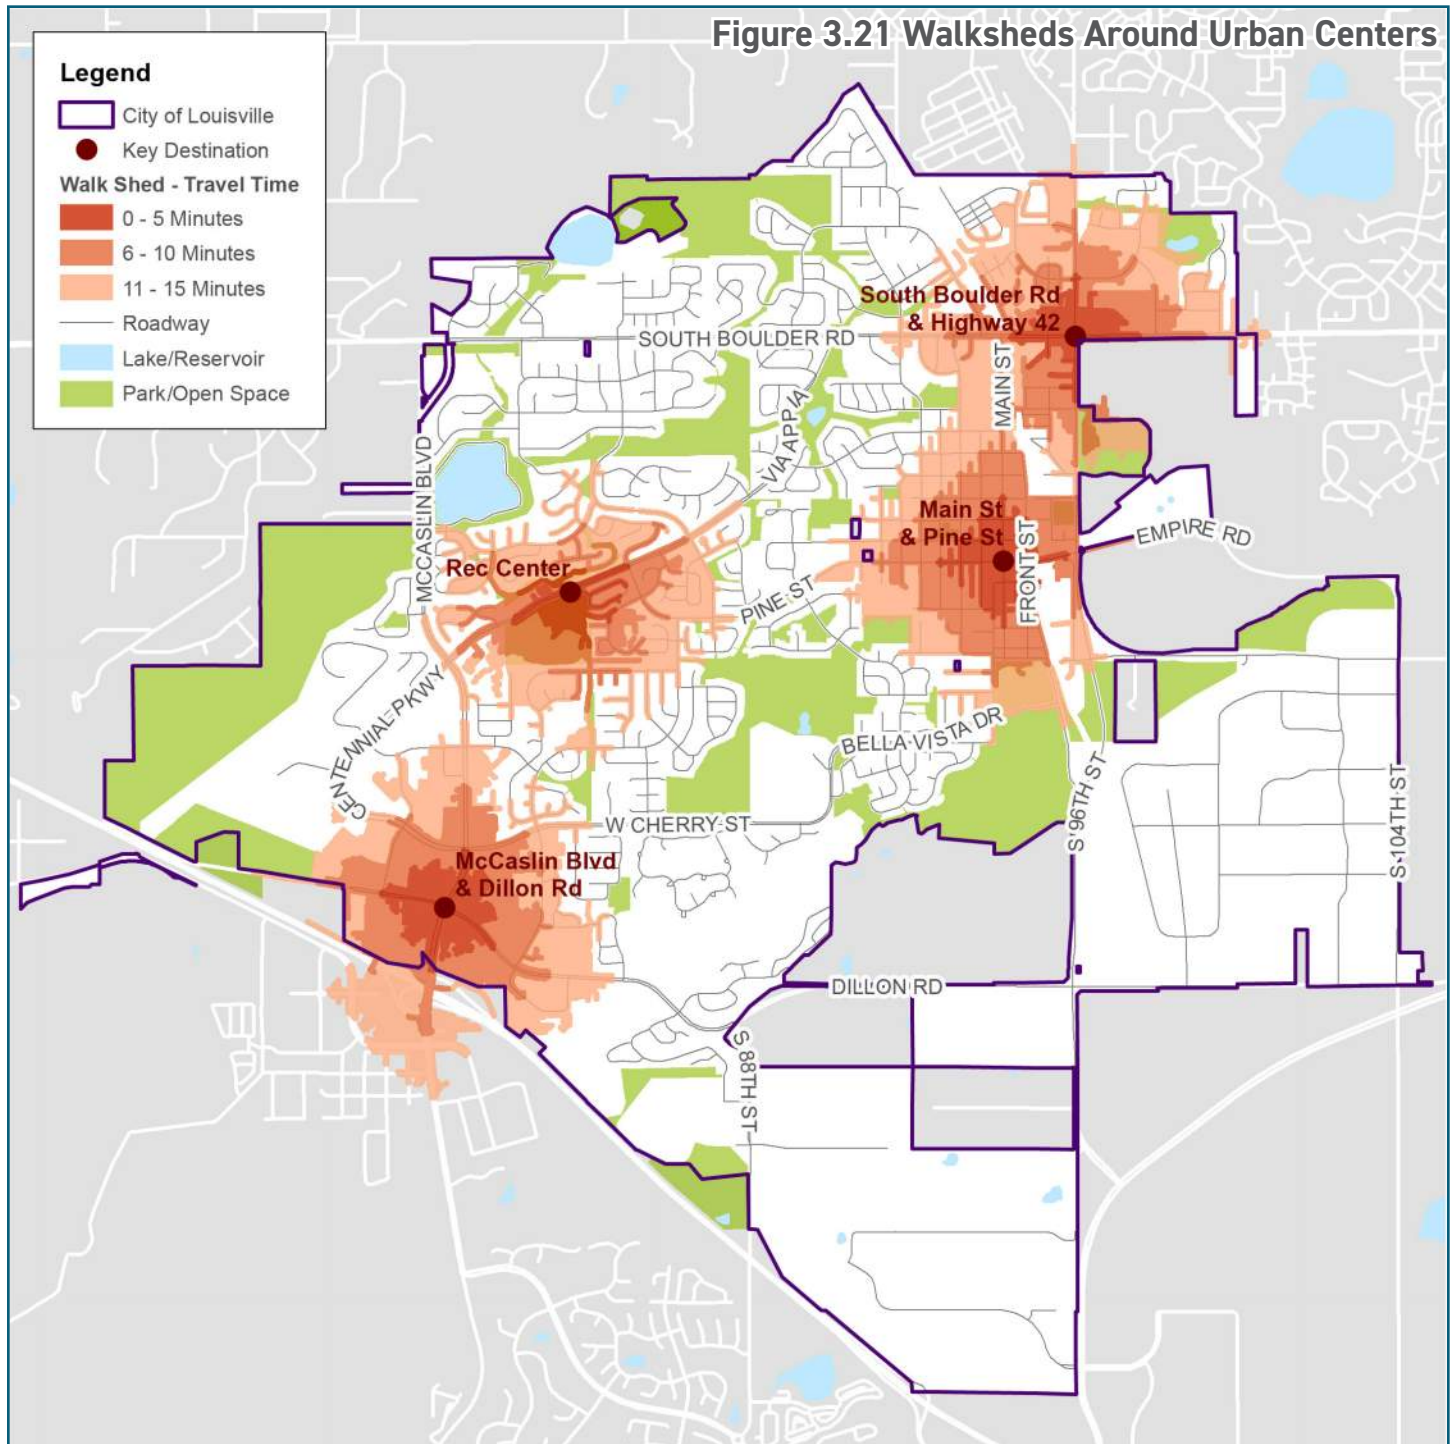 Figure 3.21 Walksheds Around Urban Centers
Legend
City of Louisville
Key Destination
Walk Shed - Travel Time
0 - 5 Minutes
6 - 10 Minutes
11 - 15 Minutes
Roadway
Lake/Reservoir
Park/Open Space
South Boulder Rd
& Highway 42
SOUTH BOULDER RD
MAIN ST
VIA APPIA
MCCASLIN BLVD
Main St
& Pine St
FRONT ST
EMPIRE RD
Rec Center
PINE ST
CENTENNIAL PKWY
BELLA VISTA DR
S 96TH ST
S 104TH ST
W CHERRY ST
McCaslin Blvd
& Dillon Rd
DILLON RD
S 88TH ST